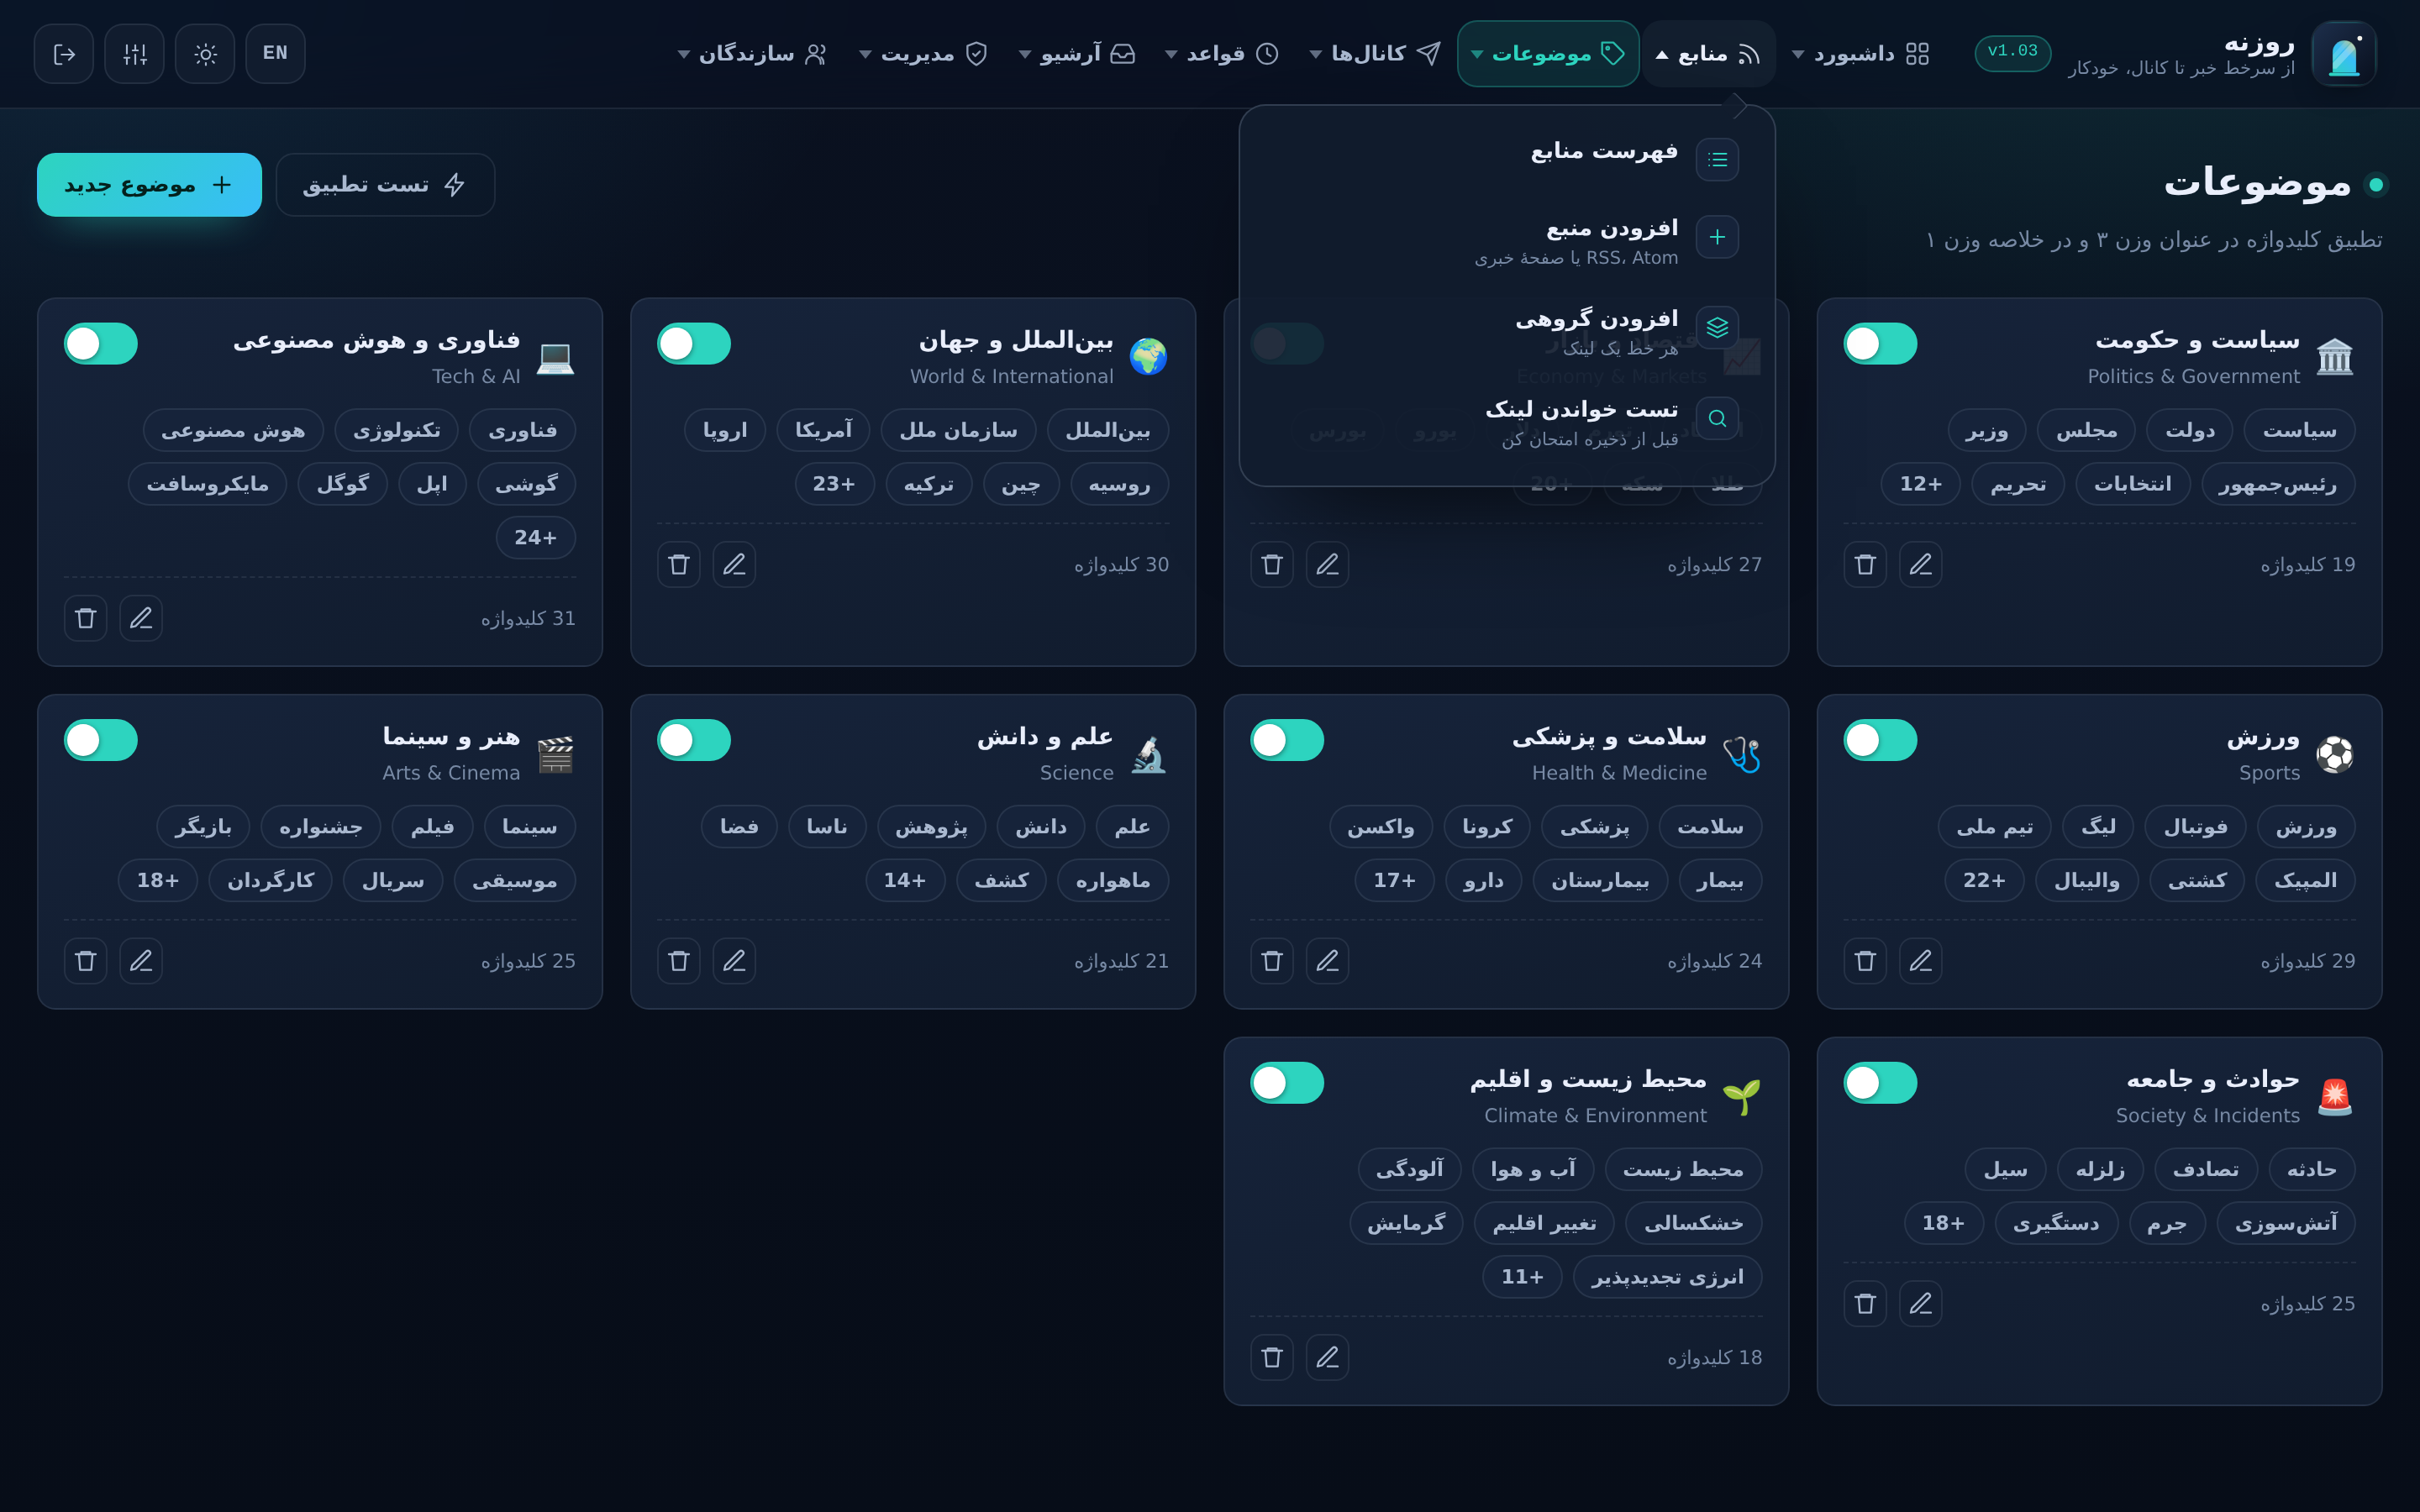 روزنه
از سرخط خبر تا کانال، خودکار
v1.03
داشبورد
منابع
موضوعات
کانال‌ها
قواعد
آرشیو
مدیریت
سازندگان
EN
فهرست منابع
افزودن منبع
RSS، Atom یا صفحهٔ خبری
افزودن گروهی
هر خط یک لینک
تست خواندن لینک
قبل از ذخیره امتحان کن
موضوعات
تطبیق کلیدواژه در عنوان وزن ۳ و در خلاصه وزن ۱
تست تطبیق
موضوع جدید
سیاست و حکومت
Politics & Government
سیاست دولت مجلس وزیر
رئیس‌جمهور انتخابات تحریم +12
19 کلیدواژه
Economy & Markets
یورو بورس
طلا سکه +20
27 کلیدواژه
بین‌الملل و جهان
World & International
بین‌الملل سازمان ملل آمریکا اروپا
روسیه چین ترکیه +23
30 کلیدواژه
فناوری و هوش مصنوعی
Tech & AI
فناوری تکنولوژی هوش مصنوعی
گوشی اپل گوگل مایکروسافت
+24
31 کلیدواژه
ورزش
Sports
ورزش فوتبال لیگ تیم ملی
المپیک کشتی والیبال +22
29 کلیدواژه
سلامت و پزشکی
Health & Medicine
سلامت پزشکی کرونا واکسن
بیمار بیمارستان دارو +17
24 کلیدواژه
علم و دانش
Science
علم دانش پژوهش ناسا فضا
ماهواره کشف +14
21 کلیدواژه
هنر و سینما
Arts & Cinema
سینما فیلم جشنواره بازیگر
موسیقی سریال کارگردان +18
25 کلیدواژه
حوادث و جامعه
Society & Incidents
حادثه تصادف زلزله سیل
آتش‌سوزی جرم دستگیری +18
25 کلیدواژه
محیط زیست و اقلیم
Climate & Environment
محیط زیست آب و هوا آلودگی
خشکسالی تغییر اقلیم گرمایش
انرژی تجدیدپذیر +11
18 کلیدواژه